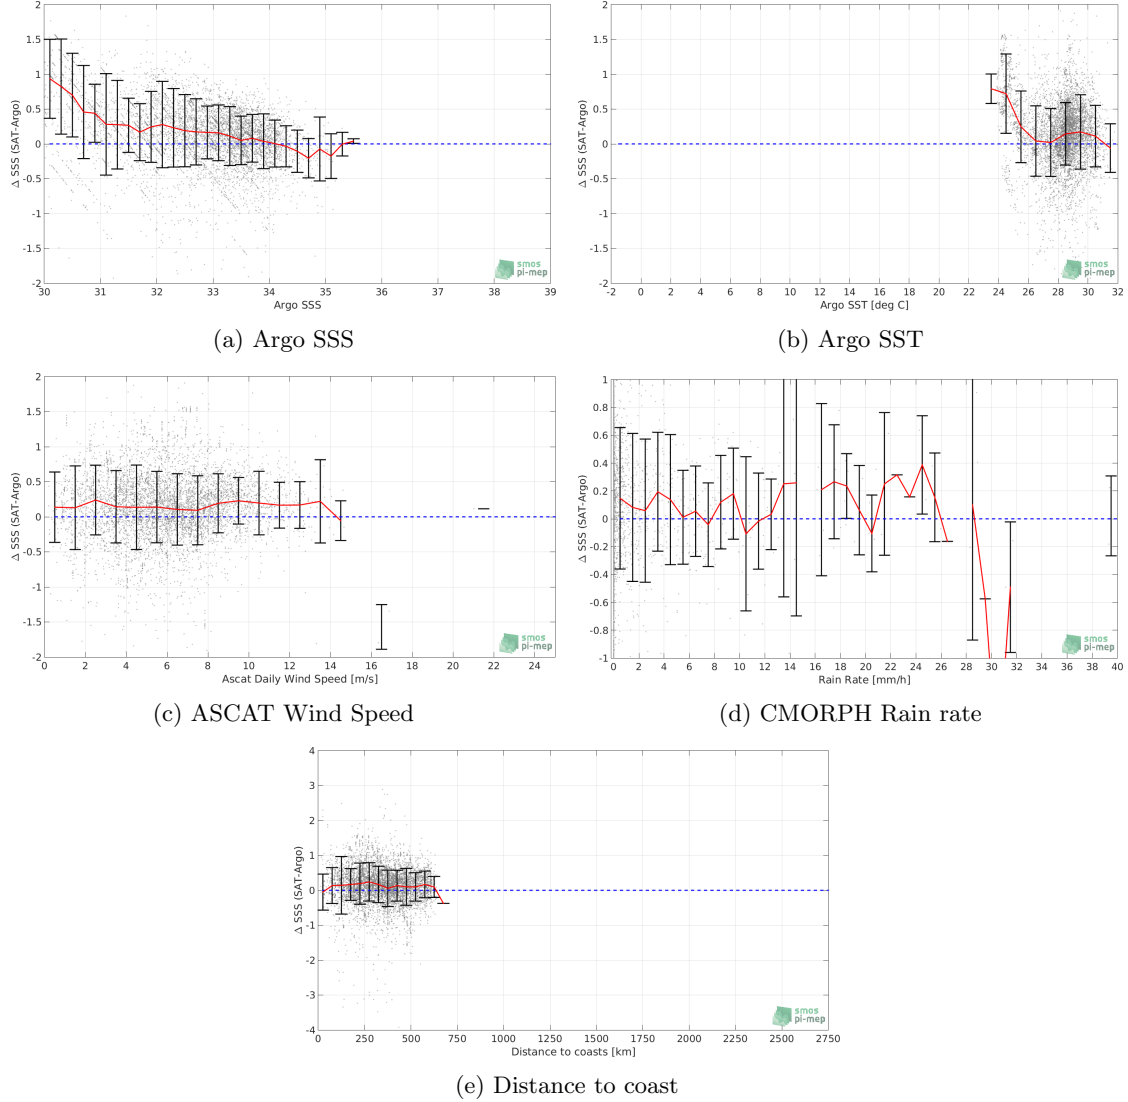 2
1.5
1
0.5
0
-0.5
-1
-1.5
-2
Δ SSS (SAT-Argo)
30 31 32 33 34 35 36 37 38 39
Argo SSS
smos
pi-mep
(a) Argo SSS
2
1.5
1
0.5
0
-0.5
-1
-1.5
-2
Δ SSS (SAT-Argo)
-2 0 2 4 6 8 10 12 14 16 18 20 22 24 26 28 30 32
Argo SST [deg C]
smos
pi-mep
(b) Argo SST
2
1.5
1
0.5
0
-0.5
-1
-1.5
-2
Δ SSS (SAT-Argo)
0 2 4 6 8 10 12 14 16 18 20 22 24
Ascat Daily Wind Speed [m/s]
smos
pi-mep
(c) ASCAT Wind Speed
1
0.8
0.6
0.4
0.2
0
-0.2
-0.4
-0.6
-0.8
-1
Δ SSS (SAT-Argo)
0 2 4 6 8 10 12 14 16 18 20 22 24 26 28 30 32 34 36 38 40
Rain Rate [mm/h]
smos
pi-mep
(d) CMORPH Rain rate
4
3
2
1
0
-1
-2
-3
-4
Δ SSS (SAT-Argo)
0 250 500 750 1000 1250 1500 1750 2000 2250 2500 2750
Distance to coasts [km]
smos
pi-mep
(e) Distance to coast